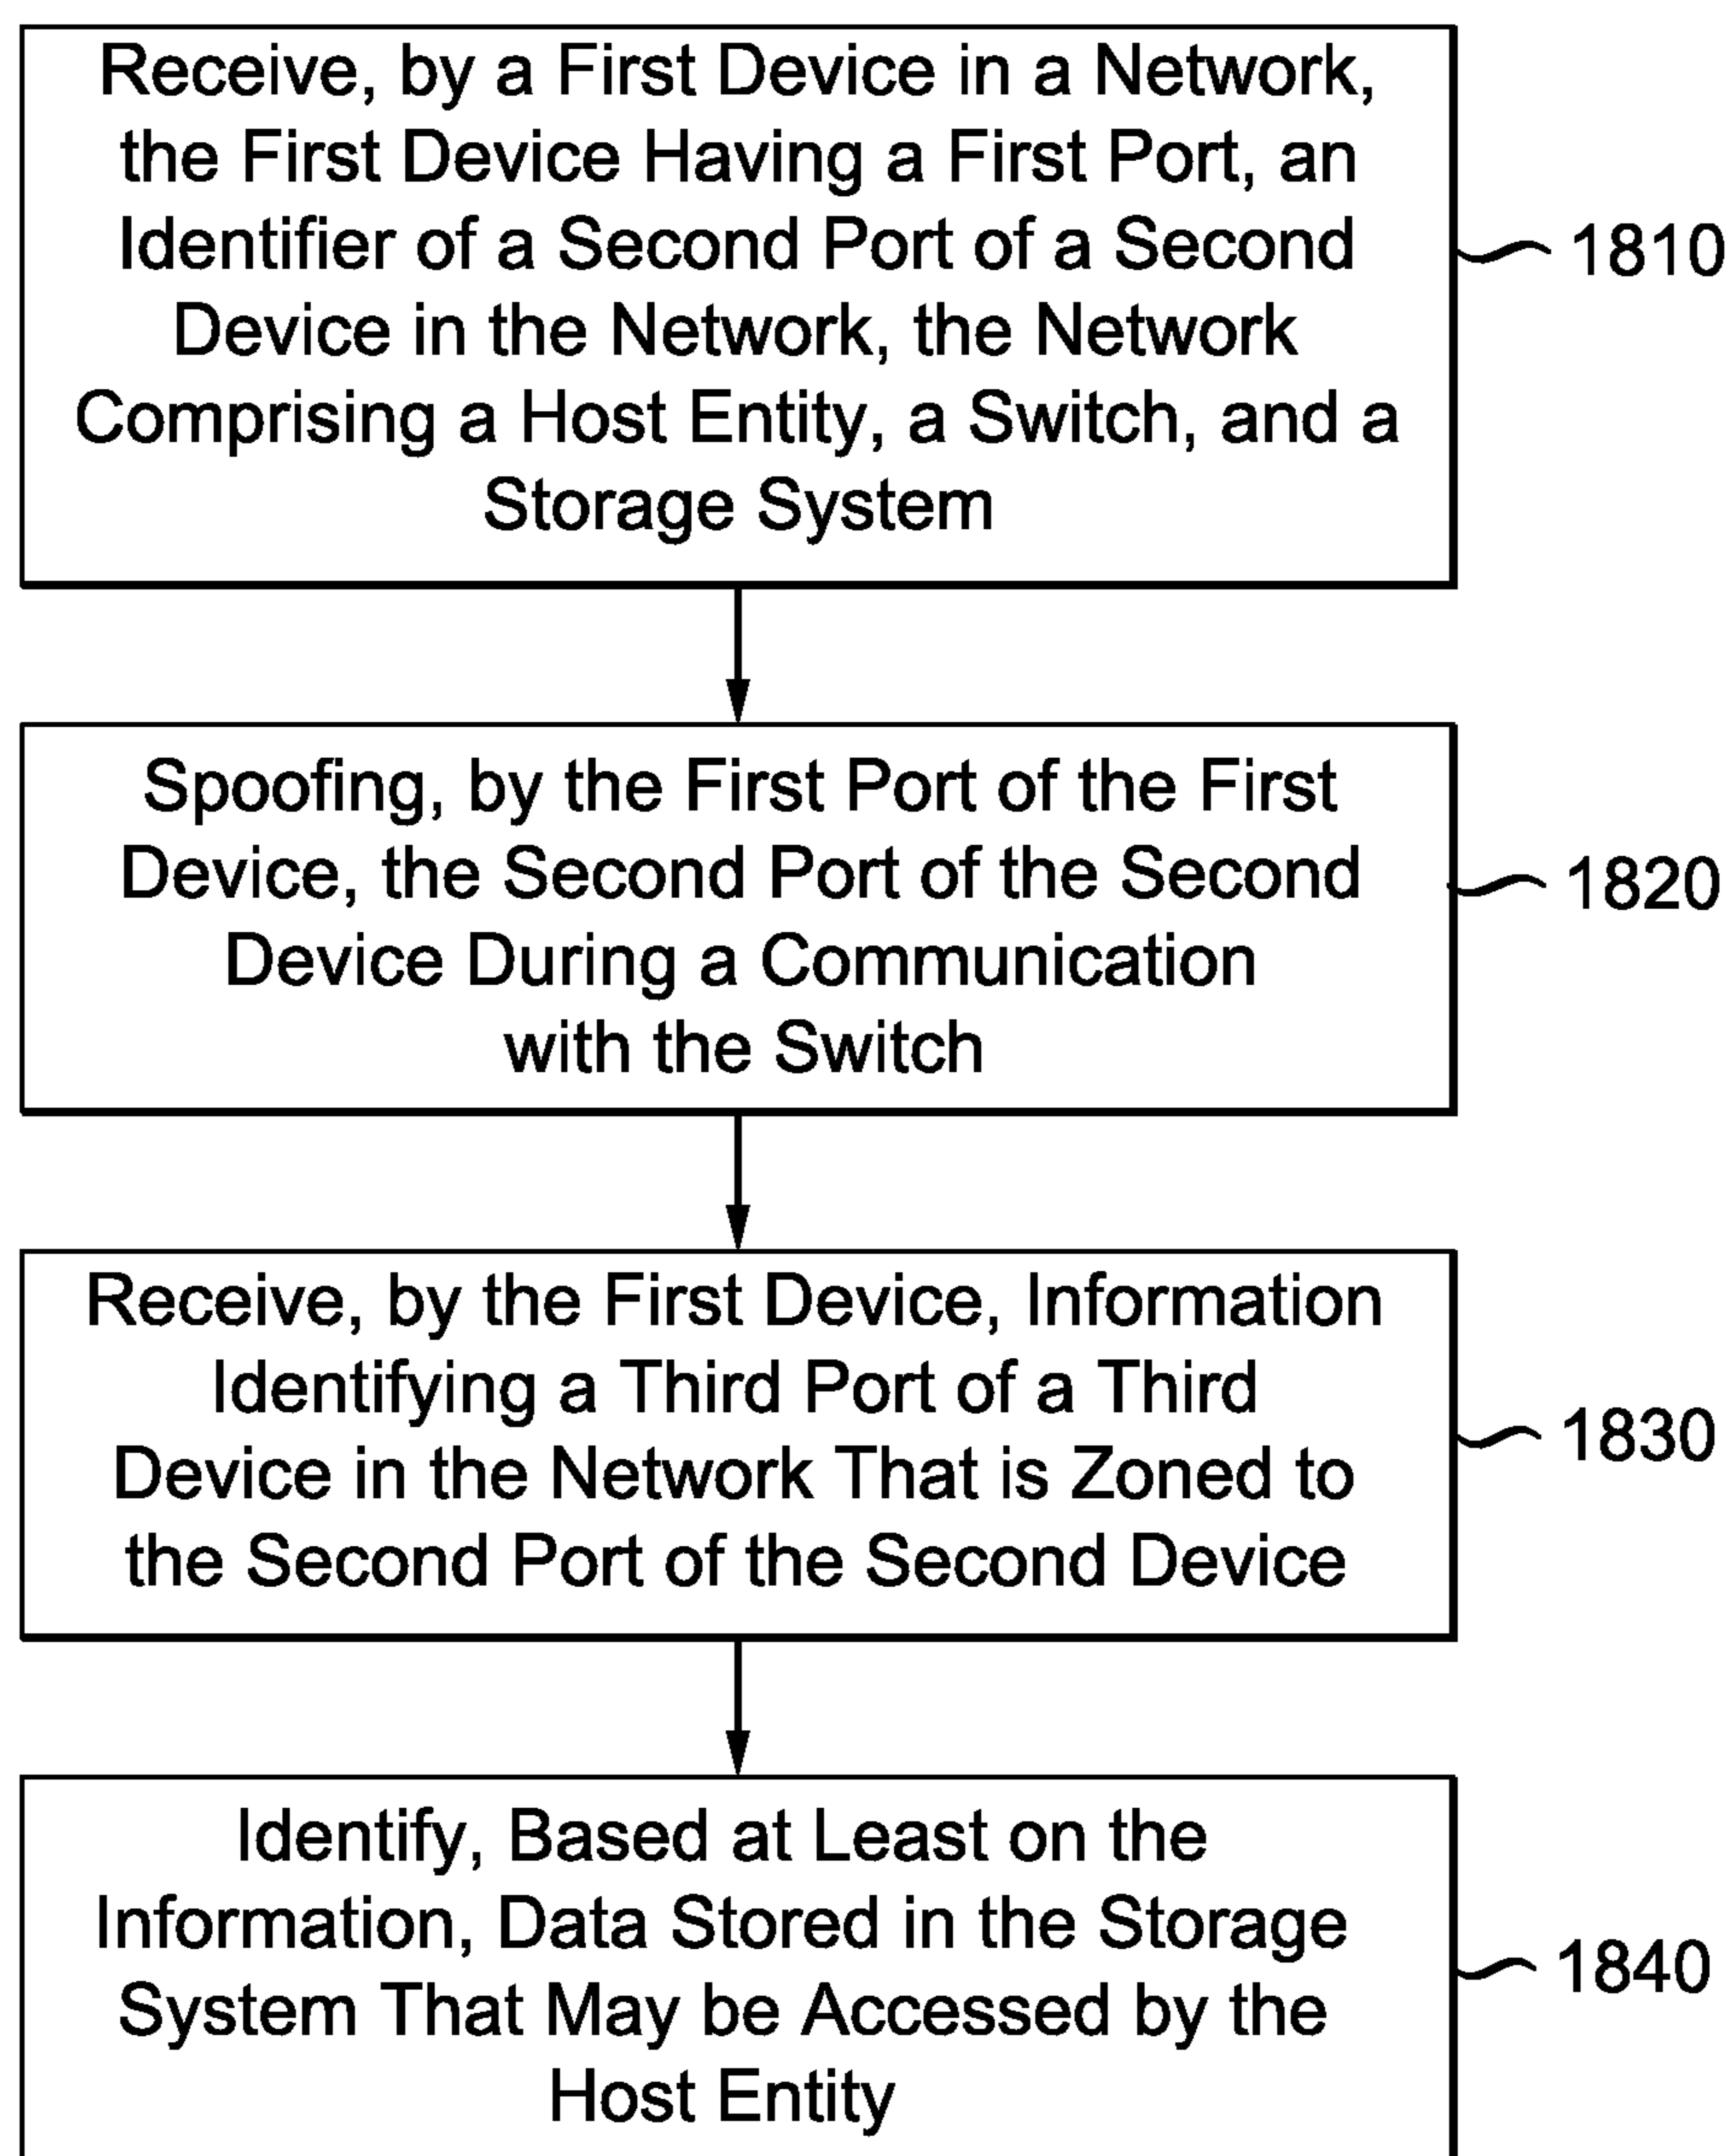 Receive, by a First Device in a Network,
the First Device Having a First Port, an
Identifier of a Second Port of a Second
Device in the Network, the Network
Comprising a Host Entity, a Switch, and a
Storage System
1810
Spoofing, by the First Port of the First
Device, the Second Port of the Second
Device During a Communication
with the Switch
1820
Receive, by the First Device, Information
Identifying a Third Port of a Third
Device in the Network That is Zoned to
the Second Port of the Second Device
1830
Identify, Based at Least on the
Information, Data Stored in the Storage
System That May be Accessed by the
Host Entity
1840